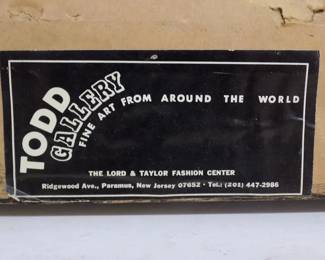 TODD
GALLERY
FINE ART FROM AROUND THE WORLD
THE LORD & TAYLOR FASHION CENTER
Ridgewood Ave., Paramus, New Jersey 07652 • Tel.: (201) 447-2986